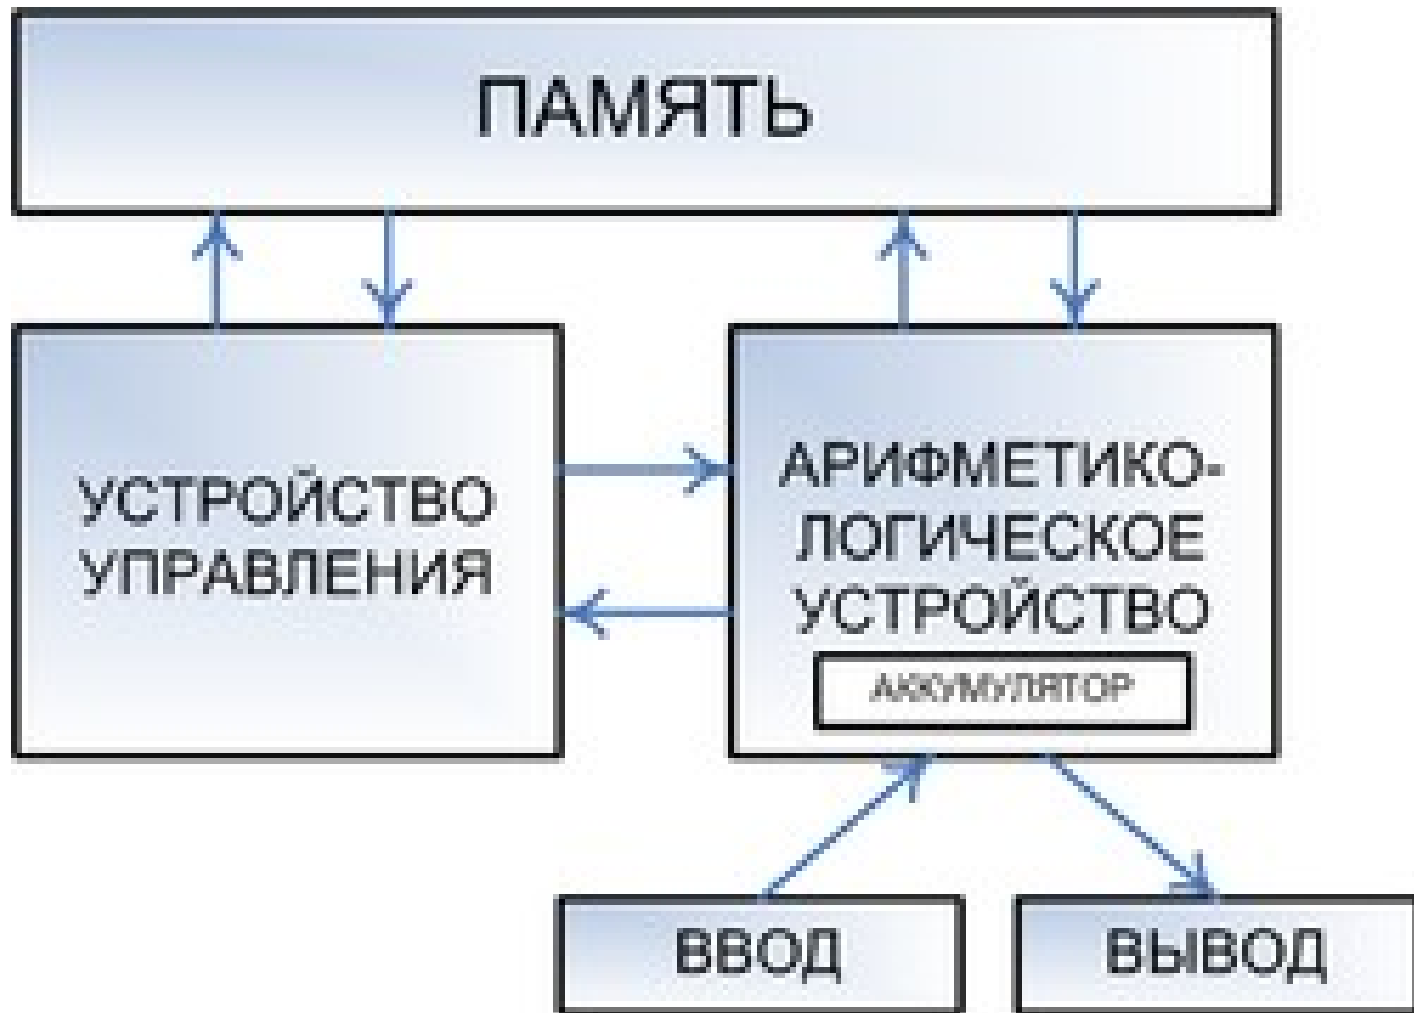 ПАМЯТЬ
УСТРОЙСТВО
УПРАВЛЕНИЯ
АРИФМЕТИКО-
ЛОГИЧЕСКОЕ
УСТРОЙСТВО
АККУМУЛЯТОР
ВВОД
ВЫВОД